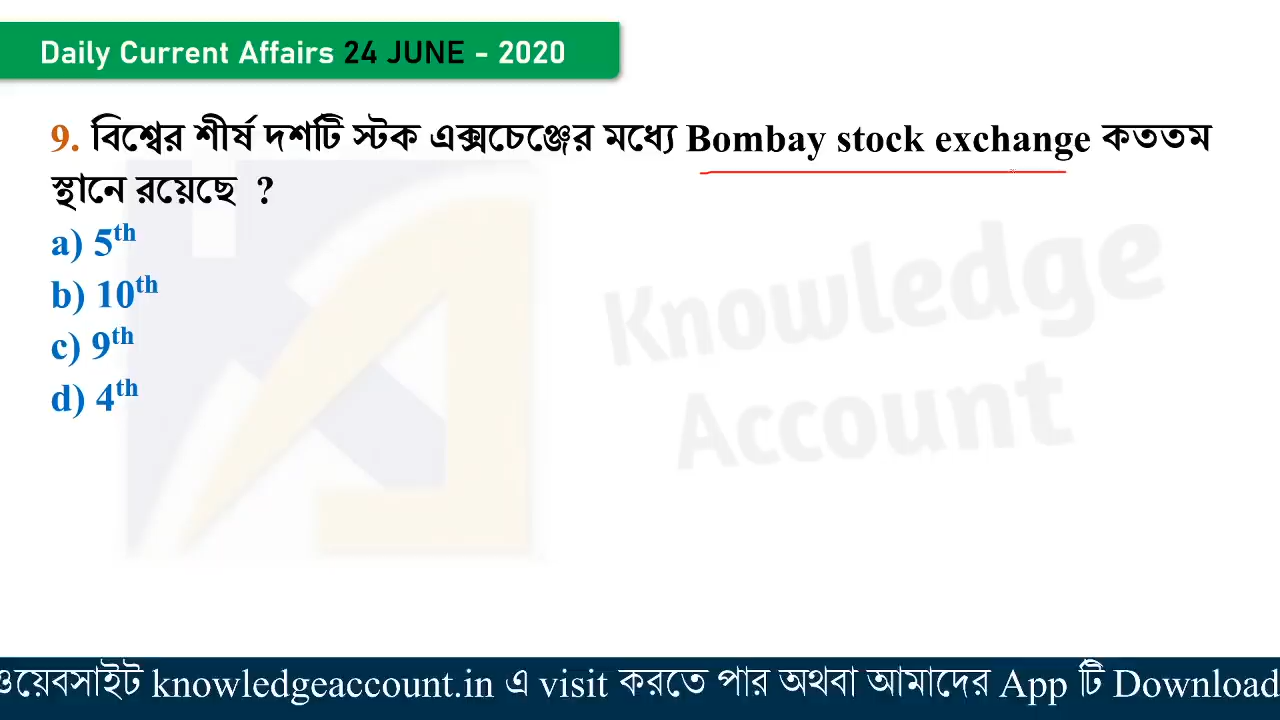 Daily Current Affairs 24 JUNE - 2020
9. বিশ্বের শীর্ষ দশটি স্টক এক্সচেঞ্জের মধ্যে Bombay stock exchange কততম
স্থানে রয়েছে ?
a) 5th
b) 10th
c) 9th
d) 4th
Knowledge
Account
ওয়েবসাইট knowledgeaccount.in এ visit করতে পার অথবা আমাদের App টি Download